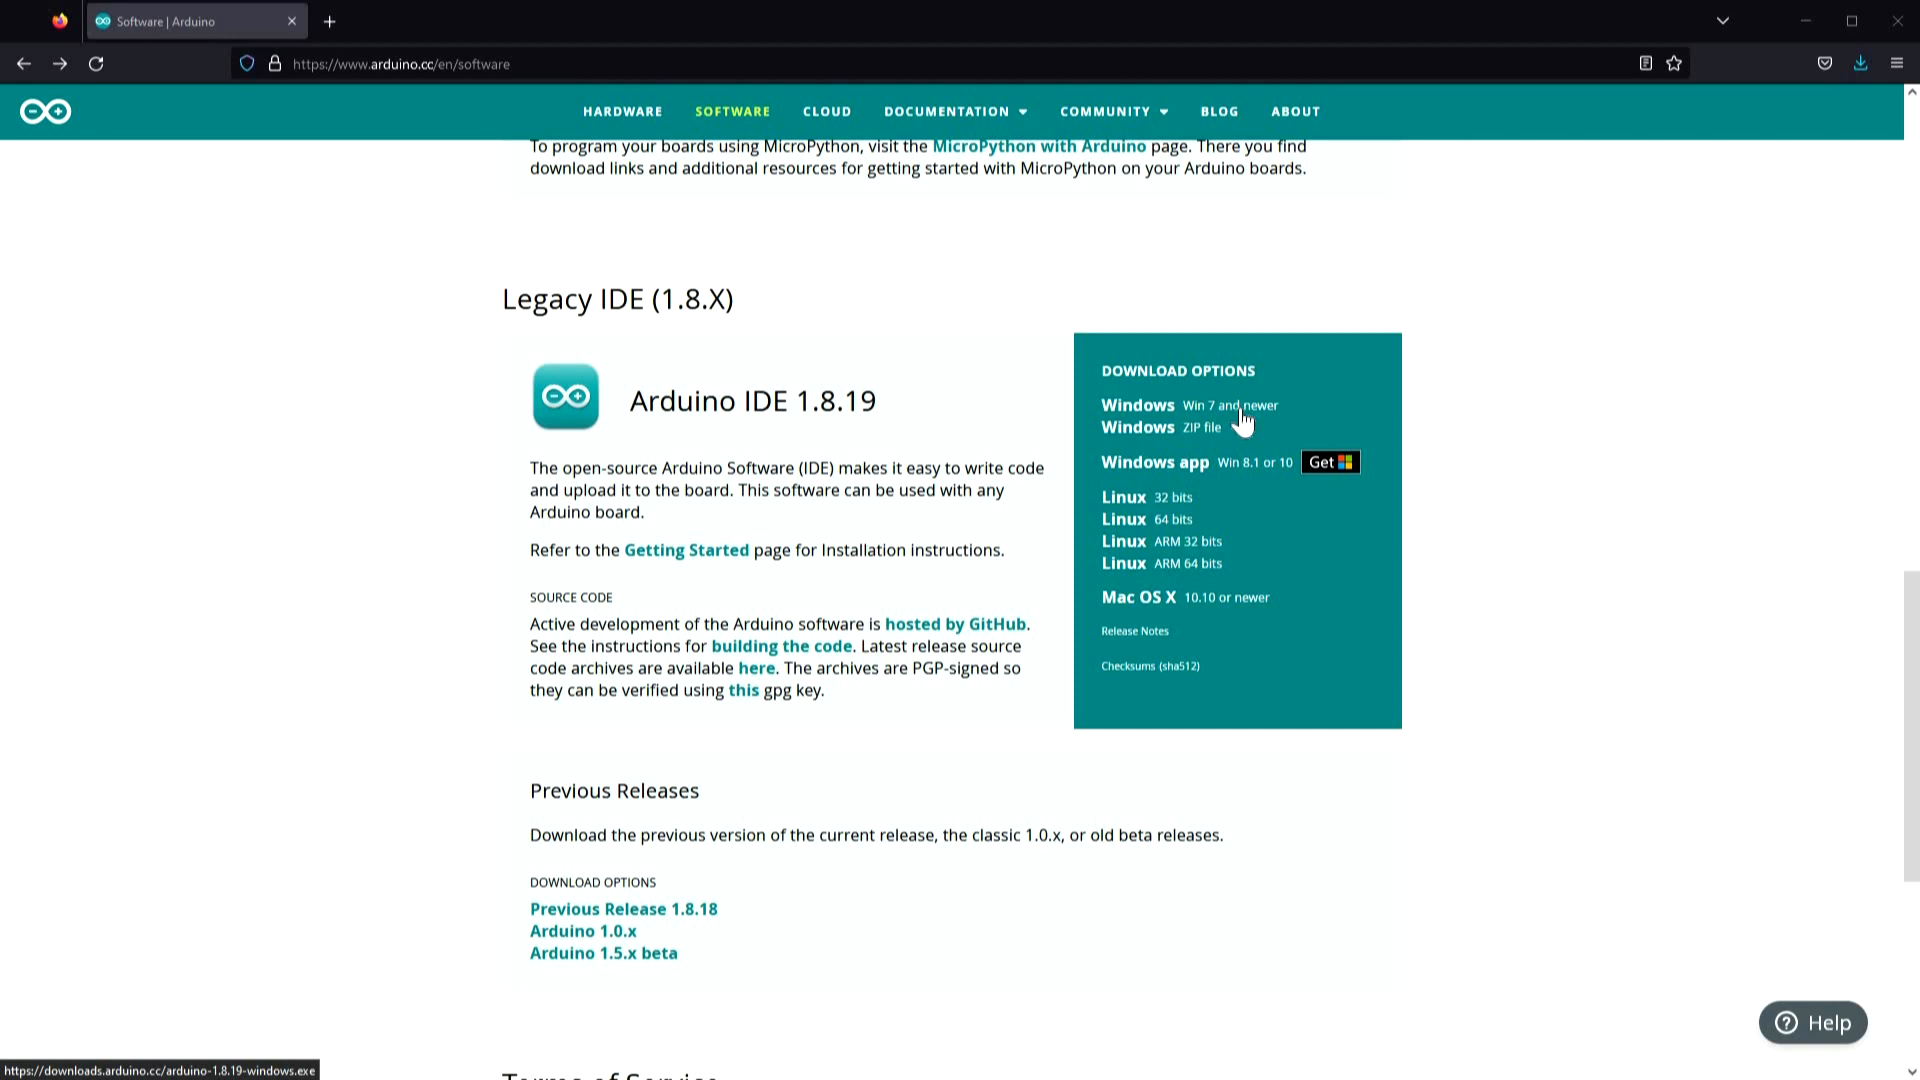 Software | Arduino
https://www.arduino.cc/en/software
HARDWARE SOFTWARE CLOUD DOCUMENTATION COMMUNITY BLOG ABOUT
To program your boards using MicroPython, visit the MicroPython with Arduino page. There you find
download links and additional resources for getting started with MicroPython on your Arduino boards.
Legacy IDE (1.8.X)
Arduino IDE 1.8.19
The open-source Arduino Software (IDE) makes it easy to write code
and upload it to the board. This software can be used with any
Arduino board.
Refer to the Getting Started page for Installation instructions.
SOURCE CODE
Active development of the Arduino software is hosted by GitHub.
See the instructions for building the code. Latest release source
code archives are available here. The archives are PGP-signed so
they can be verified using this gpg key.
DOWNLOAD OPTIONS
Windows Win 7 and newer
Windows ZIP file
Windows app Win 8.1 or 10 Get
Linux 32 bits
Linux 64 bits
Linux ARM 32 bits
Linux ARM 64 bits
Mac OS X 10.10 or newer
Release Notes
Checksums (sha512)
Previous Releases
Download the previous version of the current release, the classic 1.0.x, or old beta releases.
DOWNLOAD OPTIONS
Previous Release 1.8.18
Arduino 1.0.x
Arduino 1.5.x beta
Help
Terms of Service
https://downloads.arduino.cc/arduino-1.8.19-windows.exe